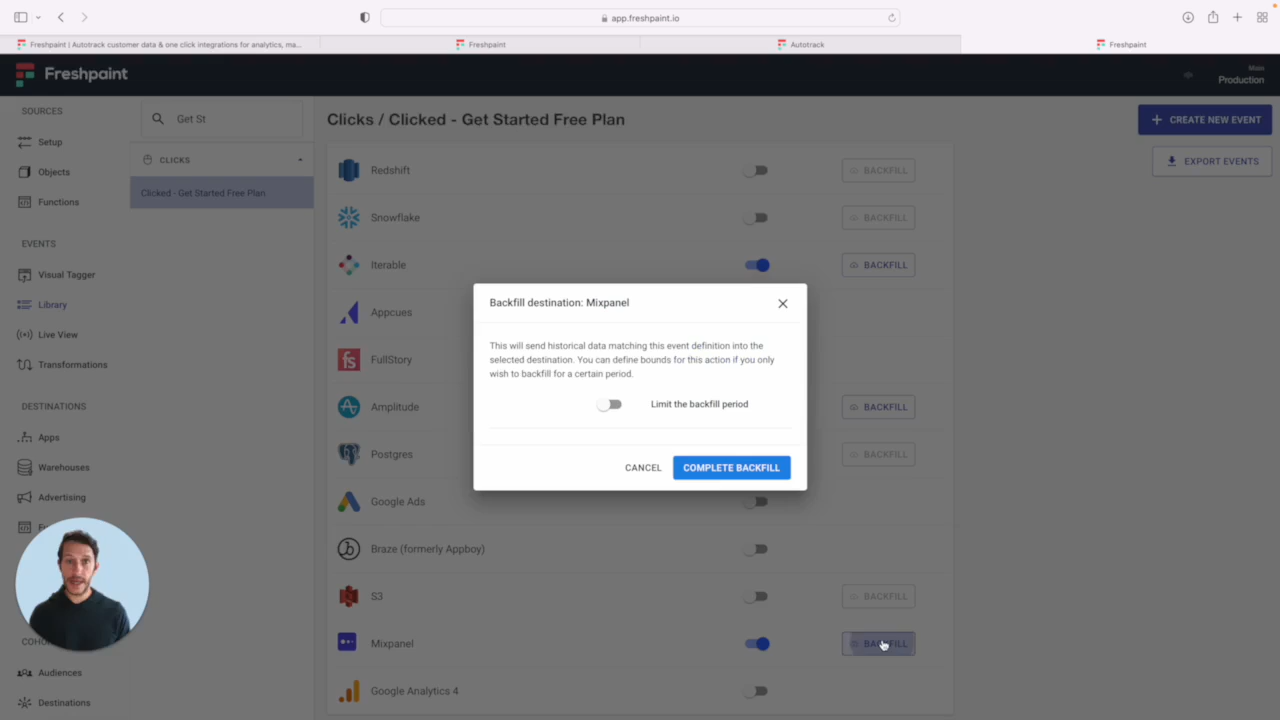 app.freshpaint.io
Freshpaint | Autotrack customer data & one click integrations for analytics, ma...
Freshpaint
Autotrack
Freshpaint
Freshpaint
Main
Production
SOURCES
Setup
Objects
Functions
EVENTS
Visual Tagger
Library
Live View
Transformations
DESTINATIONS
Apps
Warehouses
Advertising
Audiences
Destinations
Get St
CLICKS
Clicked - Get Started Free Plan
Clicks / Clicked - Get Started Free Plan
CREATE NEW EVENT
EXPORT EVENTS
Redshift
BACKFILL
Snowflake
BACKFILL
Iterable
BACKFILL
Appcues
FullStory
fs
Amplitude
BACKFILL
Postgres
BACKFILL
Google Ads
Braze (formerly Appboy)
S3
BACKFILL
Mixpanel
BACKFILL
Google Analytics 4
Backfill destination: Mixpanel
This will send historical data matching this event definition into the
selected destination. You can define bounds for this action if you only
wish to backfill for a certain period.
Limit the backfill period
CANCEL
COMPLETE BACKFILL